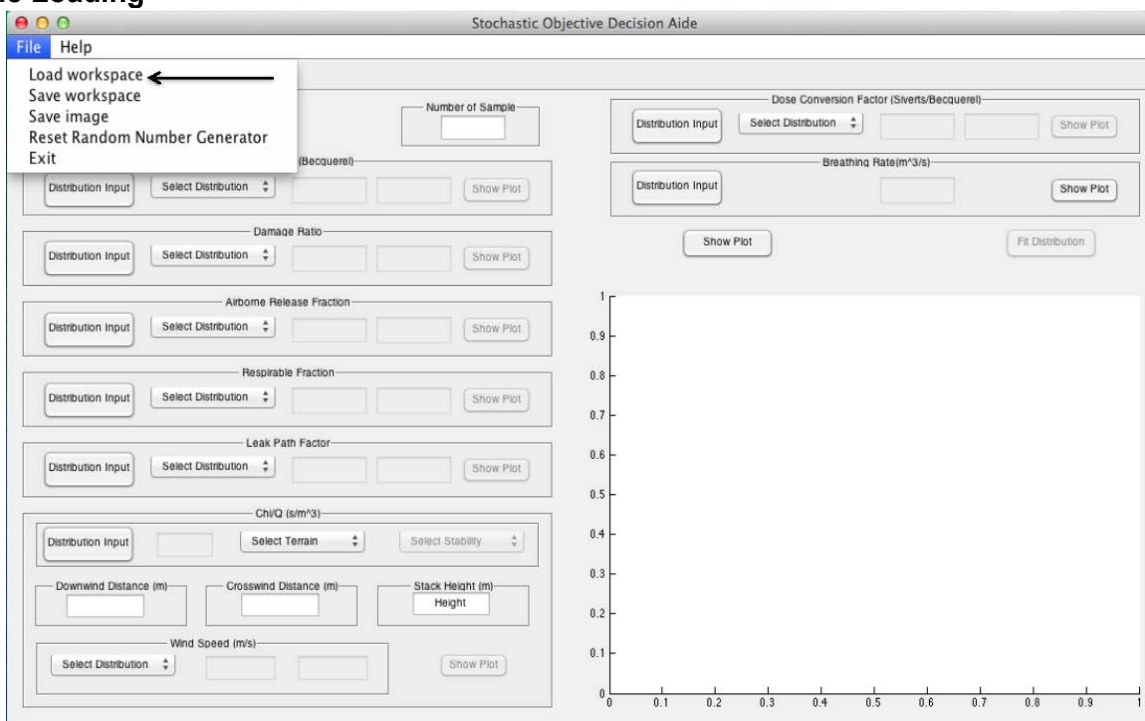 Loading
Stochastic Objective Decision Aide
File Help
Load workspace
Save workspace
Save image
Reset Random Number Generator
Exit
Number of Sample
(Becquerel)
Distribution Input Select Distribution Show Plot
Damage Ratio
Distribution Input Select Distribution Show Plot
Airborne Release Fraction
Distribution Input Select Distribution Show Plot
Respirable Fraction
Distribution Input Select Distribution Show Plot
Leak Path Factor
Distribution Input Select Distribution Show Plot
Chi/Q (s/m^3)
Distribution Input Select Terrain Select Stability
Downwind Distance (m) Crosswind Distance (m) Stack Height (m)
Height
Wind Speed (m/s)
Select Distribution Show Plot
Dose Conversion Factor (Siverts/Becquerel)
Distribution Input Select Distribution Show Plot
Breathing Rate(m^3/s)
Distribution Input Show Plot
Show Plot Fit Distribution
1
0.9
0.8
0.7
0.6
0.5
0.4
0.3
0.2
0.1
0
0 0.1 0.2 0.3 0.4 0.5 0.6 0.7 0.8 0.9 1